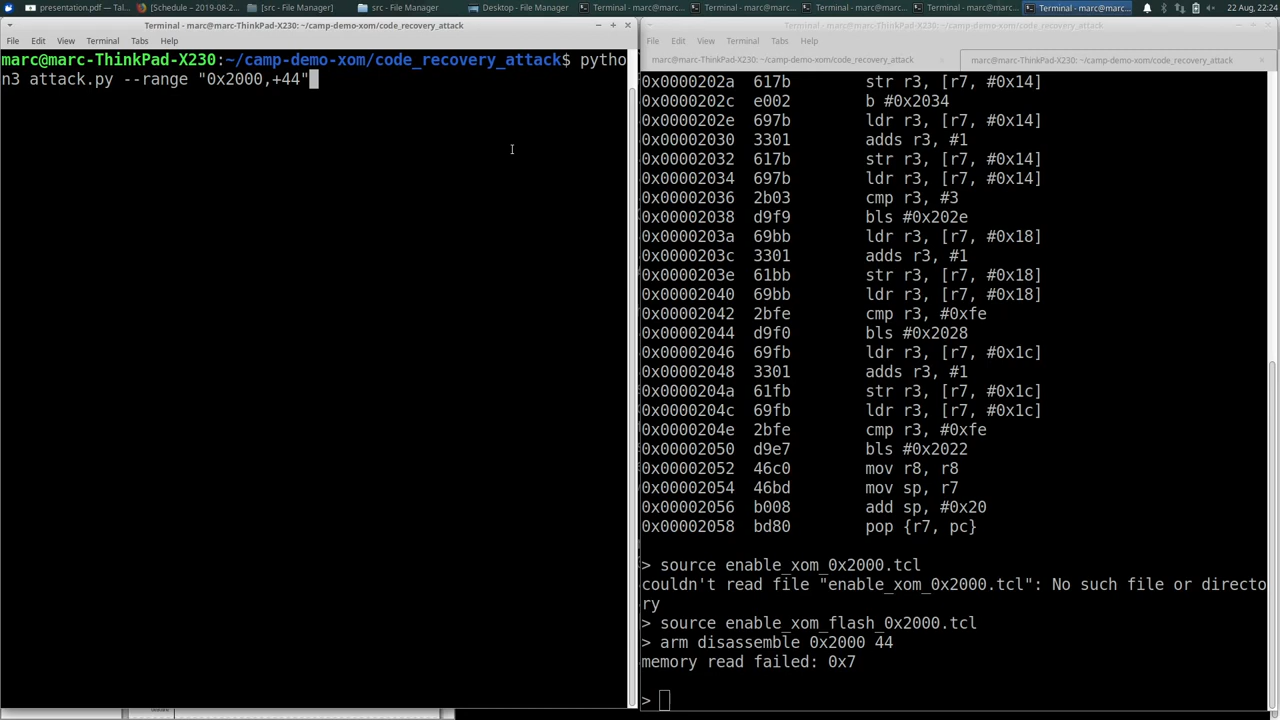 presentation.pdf ─ ...
[Schedule – 2019-08-2...
[src - File Manager]
src - File Manager
Desktop - File Manager
Terminal - marc@marc-...
Terminal - marc@marc-...
Terminal - marc@marc-...
Terminal - marc@marc-...
Terminal - marc@marc-...
22 Aug, 22:24
Terminal - marc@marc-ThinkPad-X230: ~/camp-demo-xom/code_recovery_attack
File Edit View Terminal Tabs Help
marc@marc-ThinkPad-X230:~/camp-demo-xom/code_recovery_attack$ pytho
n3 attack.py --range "0x2000,+44"
Terminal - marc@marc-ThinkPad-X230: ~/camp-demo-xom/code_recovery_attack
File Edit View Terminal Tabs Help
marc@marc-ThinkPad-X230: ~/camp-demo-xom/code_recovery_attack
marc@marc-ThinkPad-X230: ~/camp-demo-xom/code_recovery_attack
0x0000202a 617b str r3, [r7, #0x14]
0x0000202c e002 b #0x2034
0x0000202e 697b ldr r3, [r7, #0x14]
0x00002030 3301 adds r3, #1
0x00002032 617b str r3, [r7, #0x14]
0x00002034 697b ldr r3, [r7, #0x14]
0x00002036 2b03 cmp r3, #3
0x00002038 d9f9 bls #0x202e
0x0000203a 69bb ldr r3, [r7, #0x18]
0x0000203c 3301 adds r3, #1
0x0000203e 61bb str r3, [r7, #0x18]
0x00002040 69bb ldr r3, [r7, #0x18]
0x00002042 2bfe cmp r3, #0xfe
0x00002044 d9f0 bls #0x2028
0x00002046 69fb ldr r3, [r7, #0x1c]
0x00002048 3301 adds r3, #1
0x0000204a 61fb str r3, [r7, #0x1c]
0x0000204c 69fb ldr r3, [r7, #0x1c]
0x0000204e 2bfe cmp r3, #0xfe
0x00002050 d9e7 bls #0x2022
0x00002052 46c0 mov r8, r8
0x00002054 46bd mov sp, r7
0x00002056 b008 add sp, #0x20
0x00002058 bd80 pop {r7, pc}
> source enable_xom_0x2000.tcl
couldn't read file "enable_xom_0x2000.tcl": No such file or directo
ry
> source enable_xom_flash_0x2000.tcl
> arm disassemble 0x2000 44
memory read failed: 0x7
>